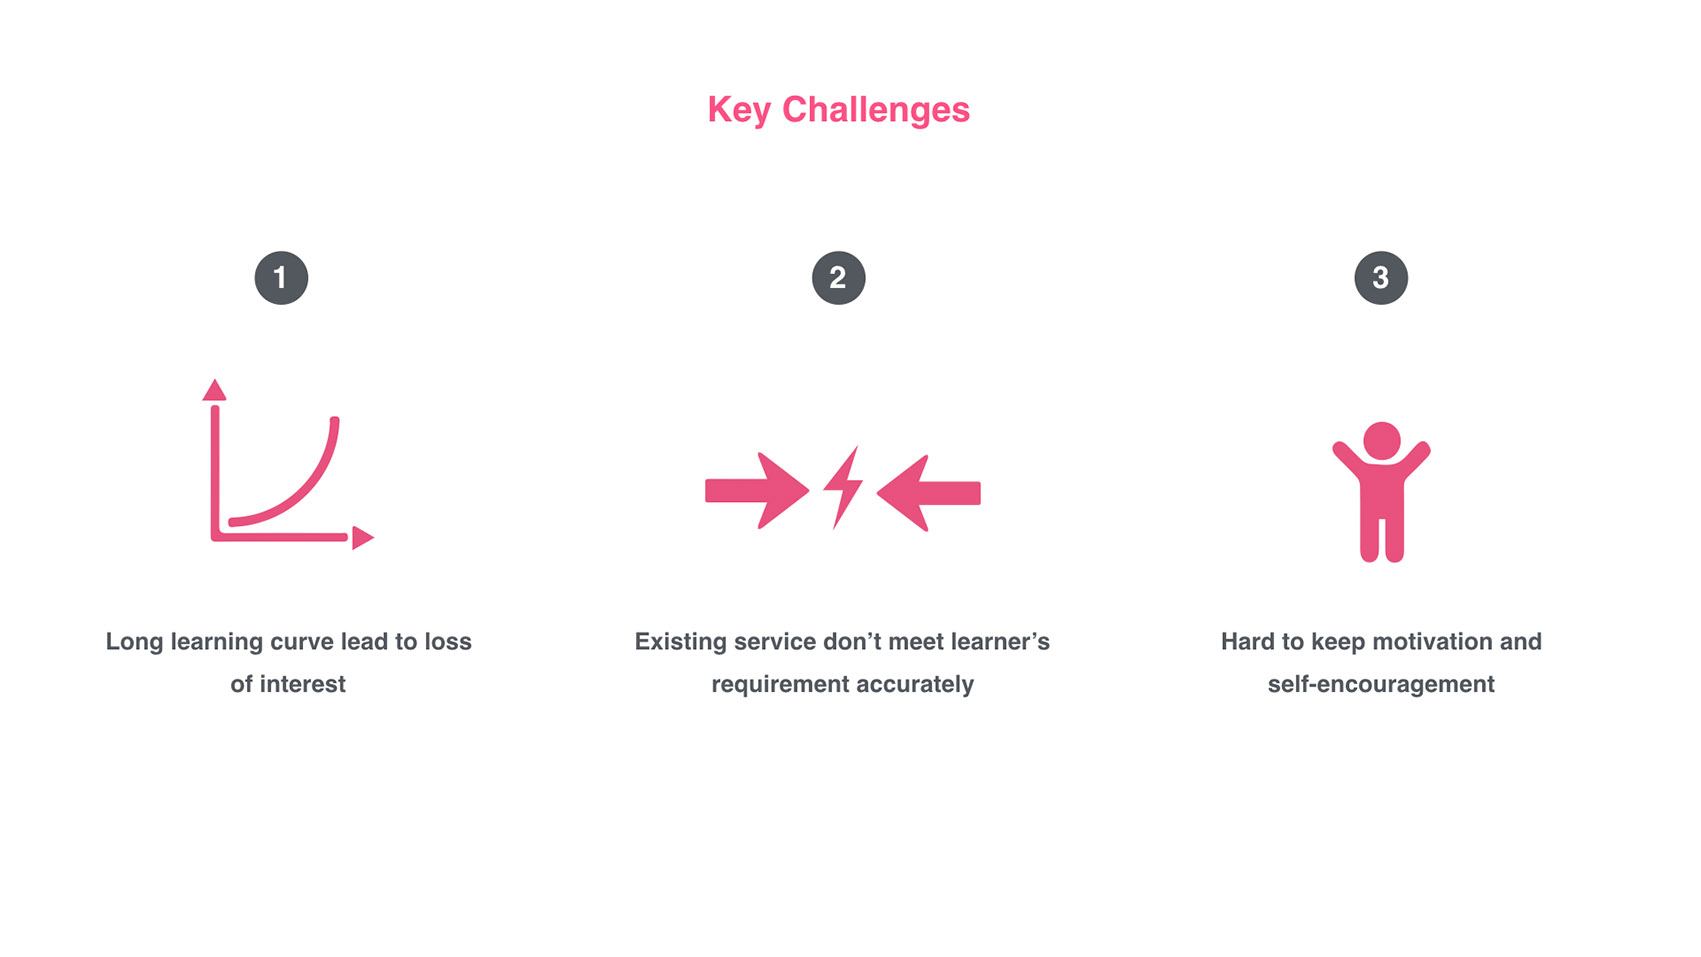 Key Challenges
1
2
3
Long learning curve lead to loss
of interest
Existing service don’t meet learner’s
requirement accurately
Hard to keep motivation and
self-encouragement